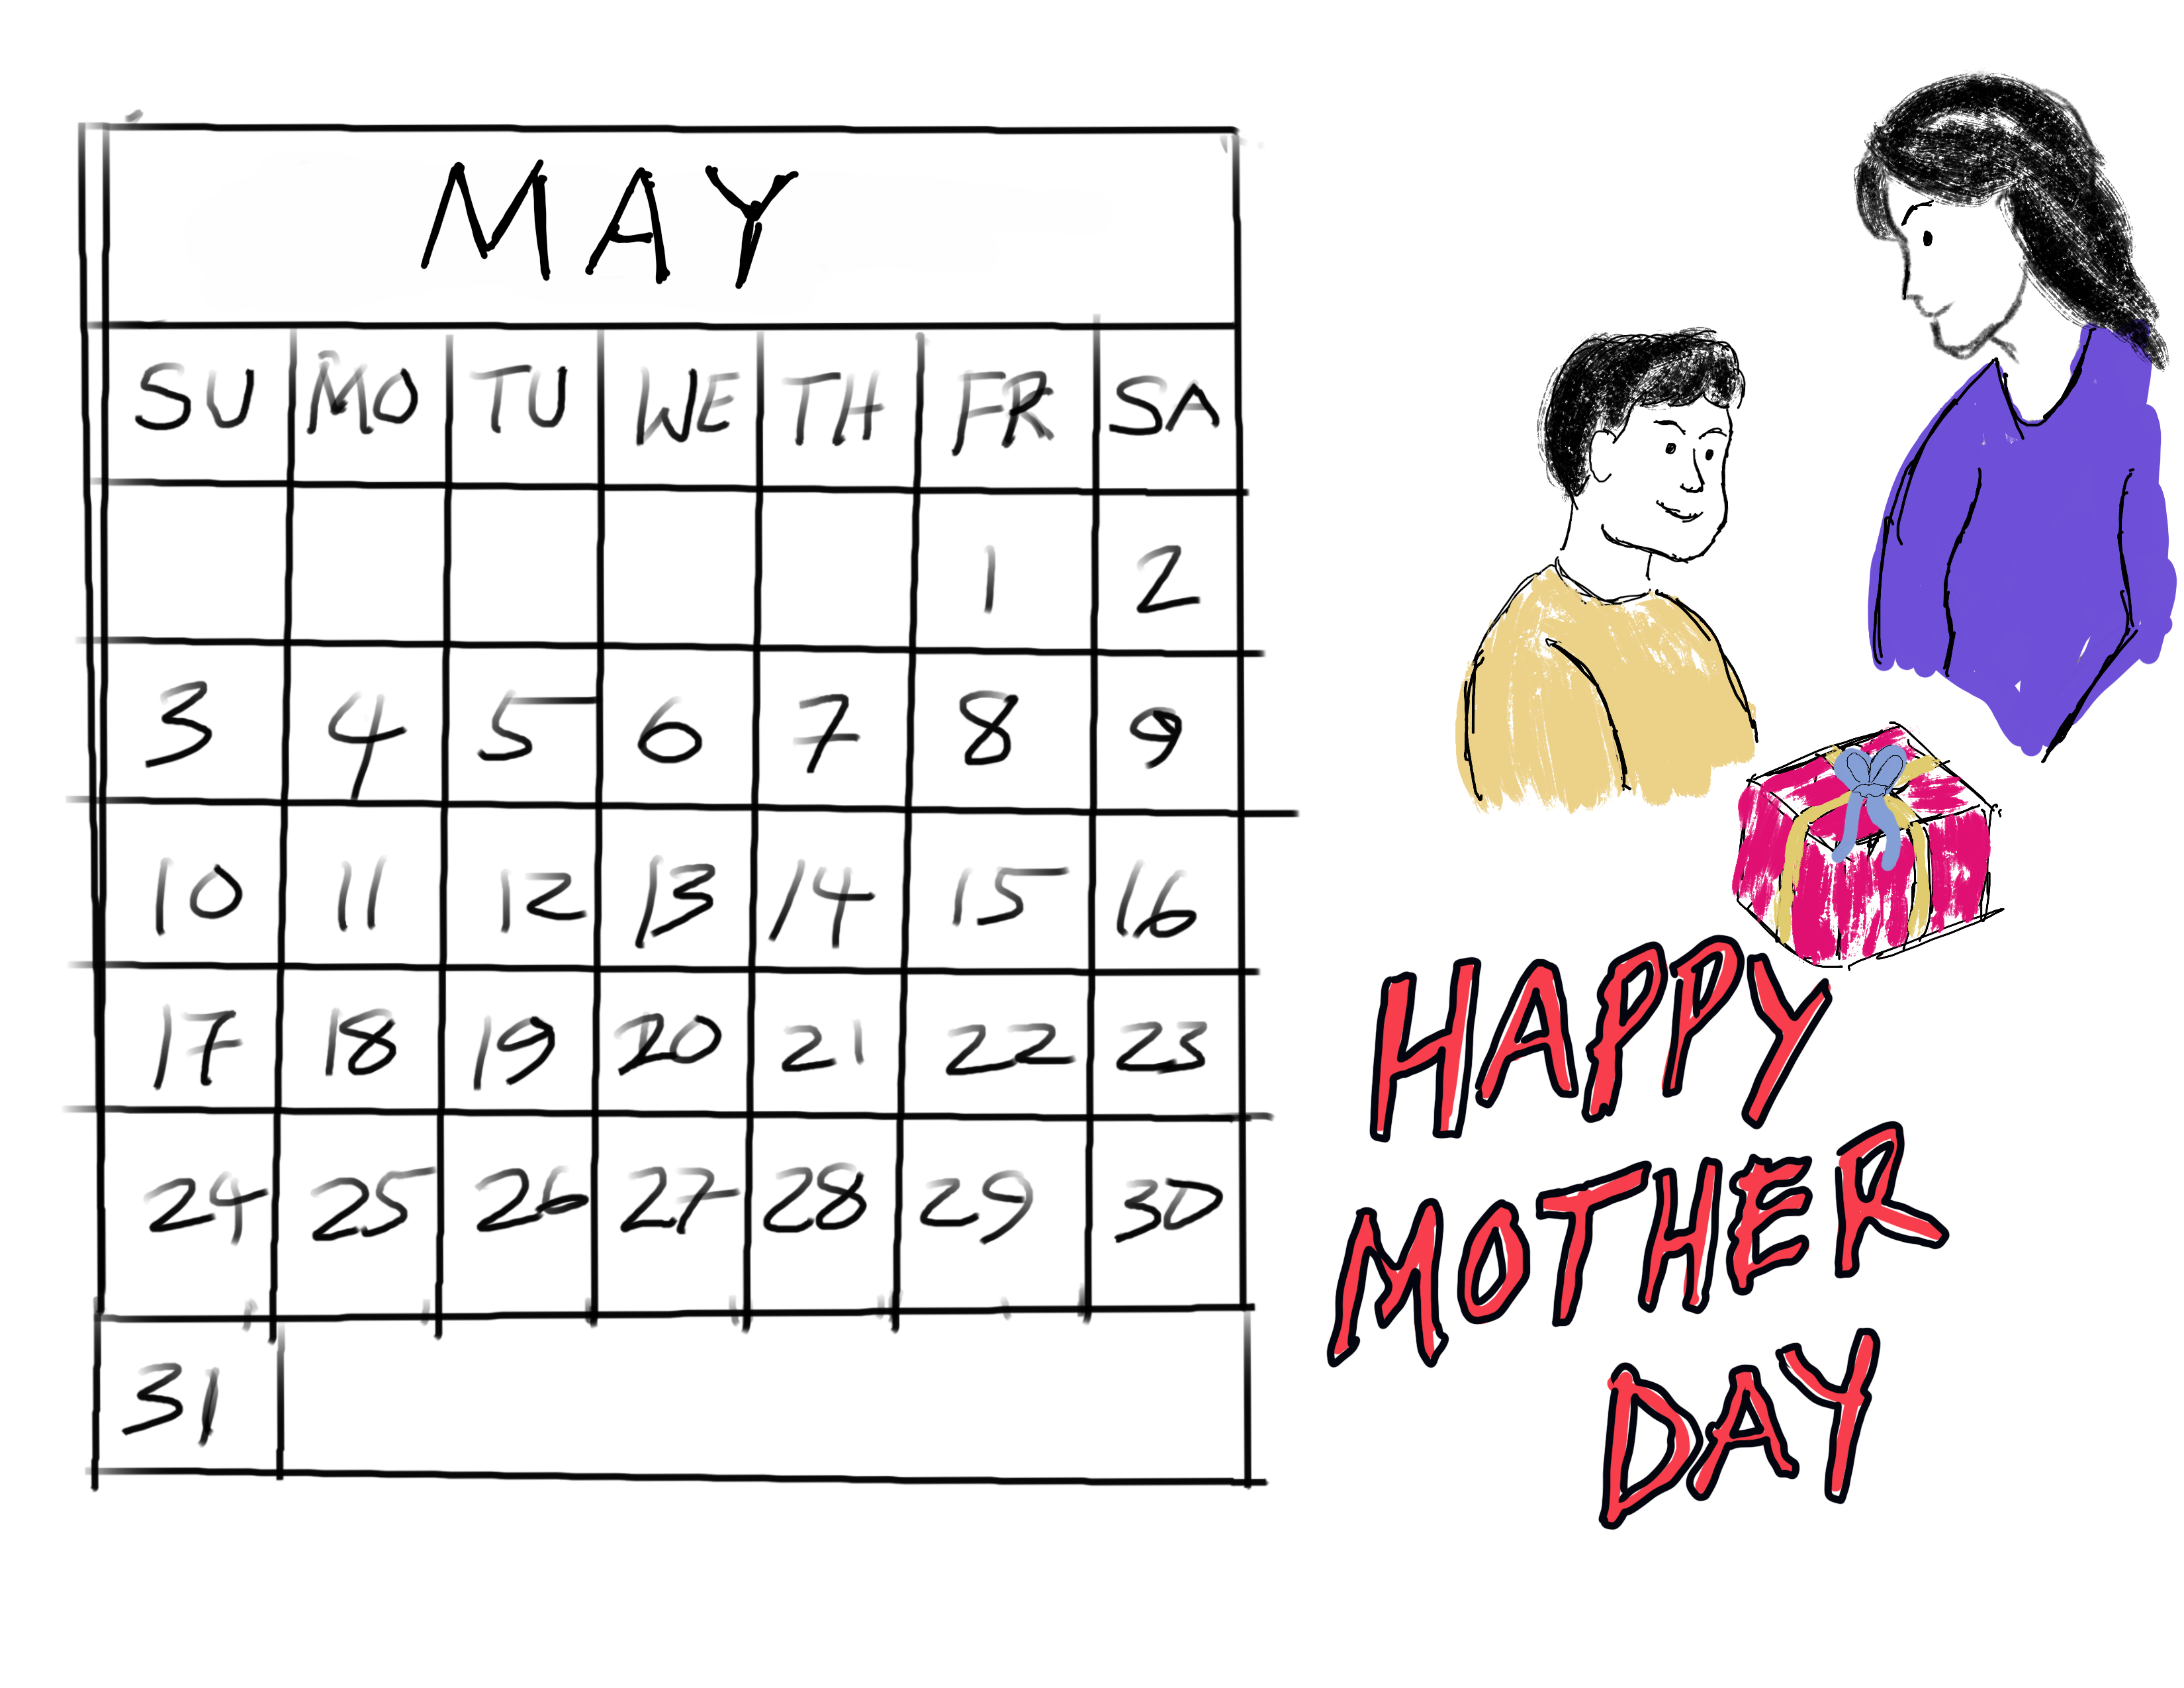 MAY
SU MO TU WE TH FR SA
1 2
3 4 5 6 7 8 9
10 11 12 13 14 15 16
17 18 19 20 21 22 23
24 25 26 27 28 29 30
31
HAPPY
MOTHER
DAY